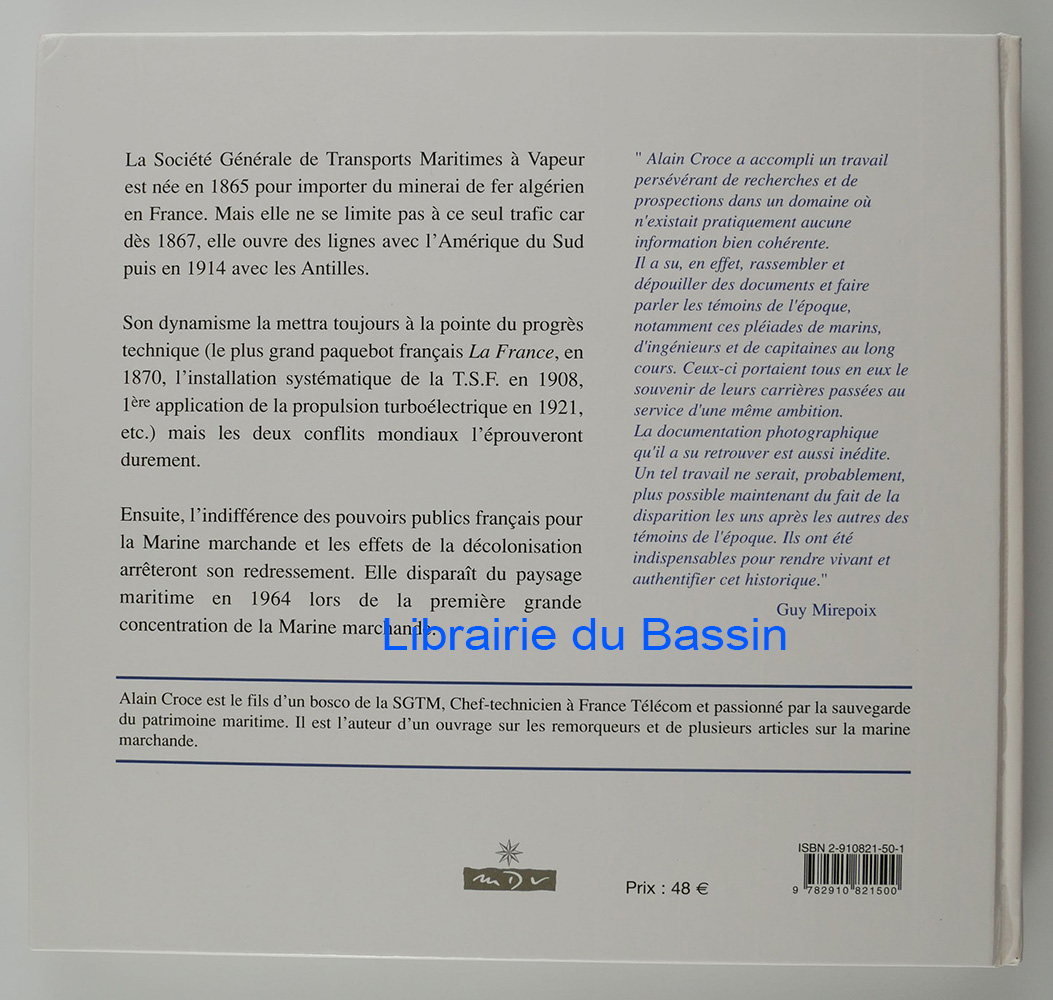 La Société Générale de Transports Maritimes à Vapeur
est née en 1865 pour importer du minerai de fer algérien
en France. Mais elle ne se limite pas à ce seul trafic car
dès 1867, elle ouvre des lignes avec l'Amérique du Sud
puis en 1914 avec les Antilles.
Son dynamisme la mettra toujours à la pointe du progrès
technique (le plus grand paquebot français La France, en
1870, l'installation systématique de la T.S.F. en 1908,
1ère application de la propulsion turboélectrique en 1921,
etc.) mais les deux conflits mondiaux l'éprouveront
durement.
Ensuite, l'indifférence des pouvoirs publics français pour
la Marine marchande et les effets de la décolonisation
arrêteront son redressement. Elle disparaît du paysage
maritime en 1964 lors de la première grande
concentration de la Marine marchande.
" Alain Croce a accompli un travail
persévérant de recherches et de
prospections dans un domaine où
n'existait pratiquement aucune
information bien cohérente.
Il a su, en effet, rassembler et
dépouiller des documents et faire
parler les témoins de l'époque,
notamment ces pléiades de marins,
d'ingénieurs et de capitaines au long
cours. Ceux-ci portaient tous en eux le
souvenir de leurs carrières passées au
service d'une même ambition.
La documentation photographique
qu'il a su retrouver est aussi inédite.
Un tel travail ne serait, probablement,
plus possible maintenant du fait de la
disparition les uns après les autres des
témoins de l'époque. Ils ont été
indispensables pour rendre vivant et
authentifier cet historique."
Guy Mirepoix
Librairie du Bassin
Alain Croce est le fils d'un bosco de la SGTM, Chef-technicien à France Télécom et passionné par la sauvegarde
du patrimoine maritime. Il est l'auteur d'un ouvrage sur les remorqueurs et de plusieurs articles sur la marine
marchande.
mDv
Prix : 48 €
ISBN 2-910821-50-1
9 782910 821500